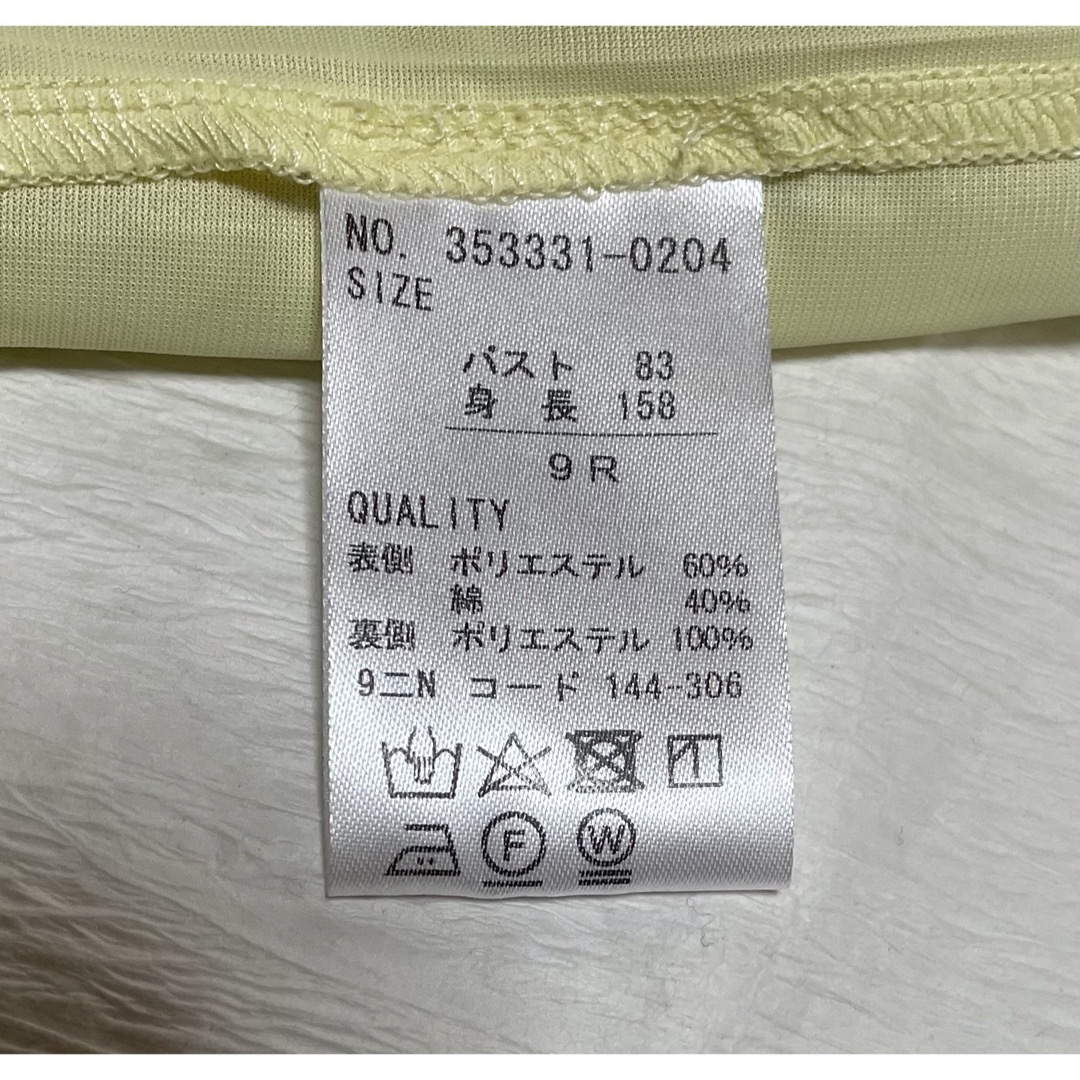 NO. 353331-0204
SIZE
バスト 83
身長 158
9R
QUALITY
表側 ポリエステル 60%
綿 40%
裏側 ポリエステル 100%
9二N コード 144-306
F
W